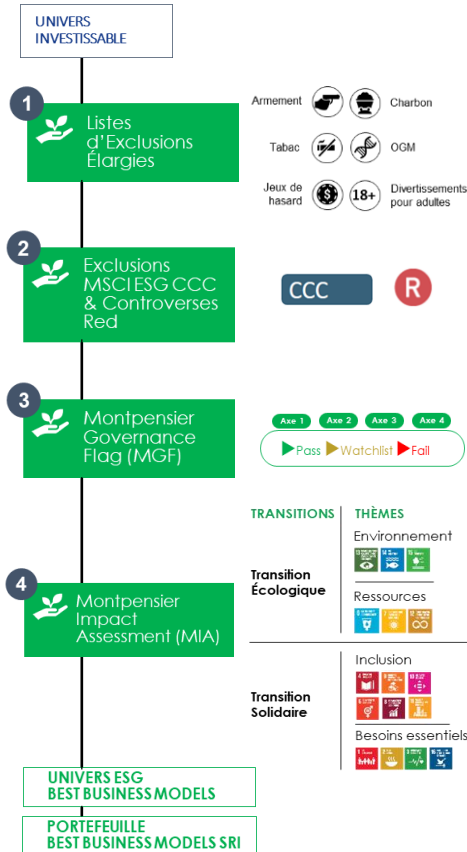 UNIVERS
INVESTISSABLE
1
Listes
d'Exclusions
Élargies
Armement
Charbon
Tabac
OGM
Jeux de
hasard
18+
Divertissements
pour adultes
2
Exclusions
MSCI ESG CCC
& Controverses
Red
CCC
R
3
Montpensier
Governance
Flag (MGF)
Axe 1
Axe 2
Axe 3
Axe 4
Pass
Watchlist
Fail
TRANSITIONS
THÈMES
4
Montpensier
Impact
Assessment (MIA)
Transition
Écologique
Environnement
Ressources
Transition
Solidaire
Inclusion
Besoins essentiels
UNIVERS ESG
BEST BUSINESS MODELS
PORTEFEUILLE
BEST BUSINESS MODELS SRI